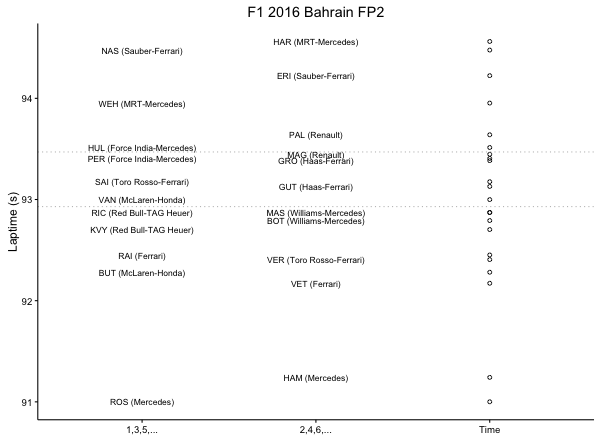 F1 2016 Bahrain FP2
HAR (MRT-Mercedes)
NAS (Sauber-Ferrari)
ERI (Sauber-Ferrari)
94
WEH (MRT-Mercedes)
PAL (Renault)
HUL (Force India-Mercedes)
MAG (Renault)
PER (Force India-Mercedes)
GRO (Haas-Ferrari)
SAI (Toro Rosso-Ferrari)
GUT (Haas-Ferrari)
93
VAN (McLaren-Honda)
RIC (Red Bull-TAG Heuer)
MAS (Williams-Mercedes)
BOT (Williams-Mercedes)
KVY (Red Bull-TAG Heuer)
RAI (Ferrari)
VER (Toro Rosso-Ferrari)
BUT (McLaren-Honda)
92
VET (Ferrari)
HAM (Mercedes)
91
ROS (Mercedes)
Laptime (s)
1,3,5,...
2,4,6,...
Time